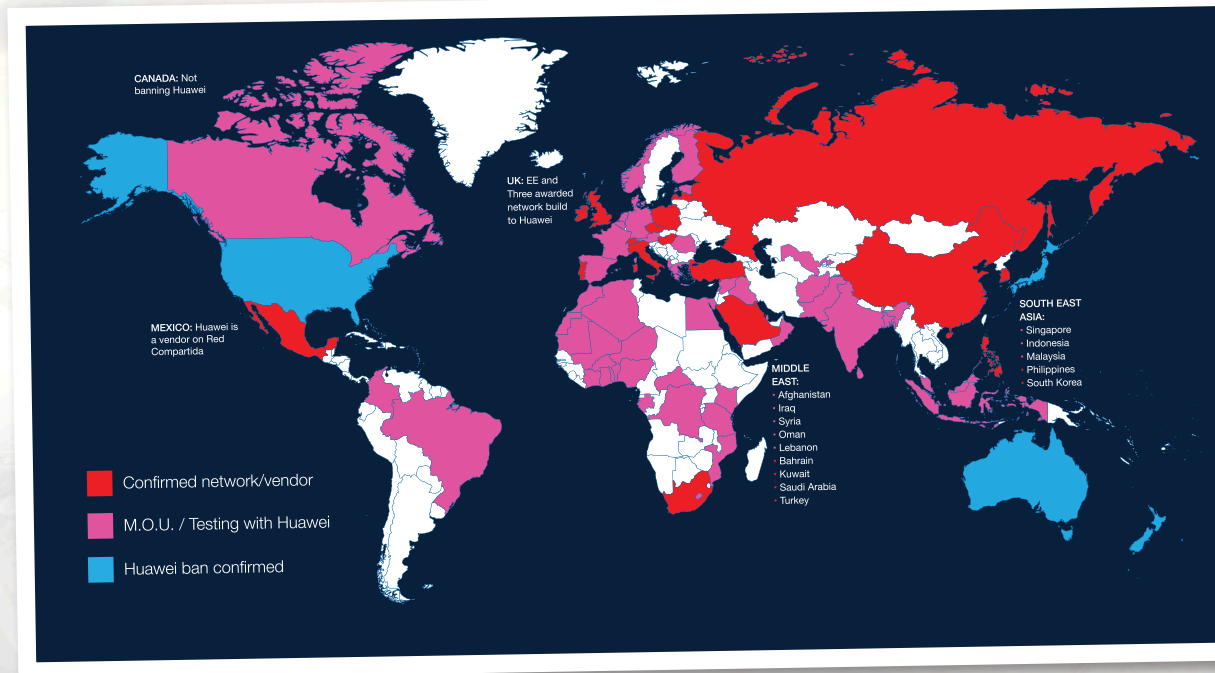 CANADA: Not
banning Huawei
UK: EE and
Three awarded
network build
to Huawei
MEXICO: Huawei is
a vendor on Red
Compartida
SOUTH EAST
ASIA:
• Singapore
• Indonesia
• Malaysia
• Philippines
• South Korea
MIDDLE
EAST:
• Afghanistan
• Iraq
• Syria
• Oman
• Lebanon
• Bahrain
• Kuwait
• Saudi Arabia
• Turkey
Confirmed network/vendor
M.O.U. / Testing with Huawei
Huawei ban confirmed